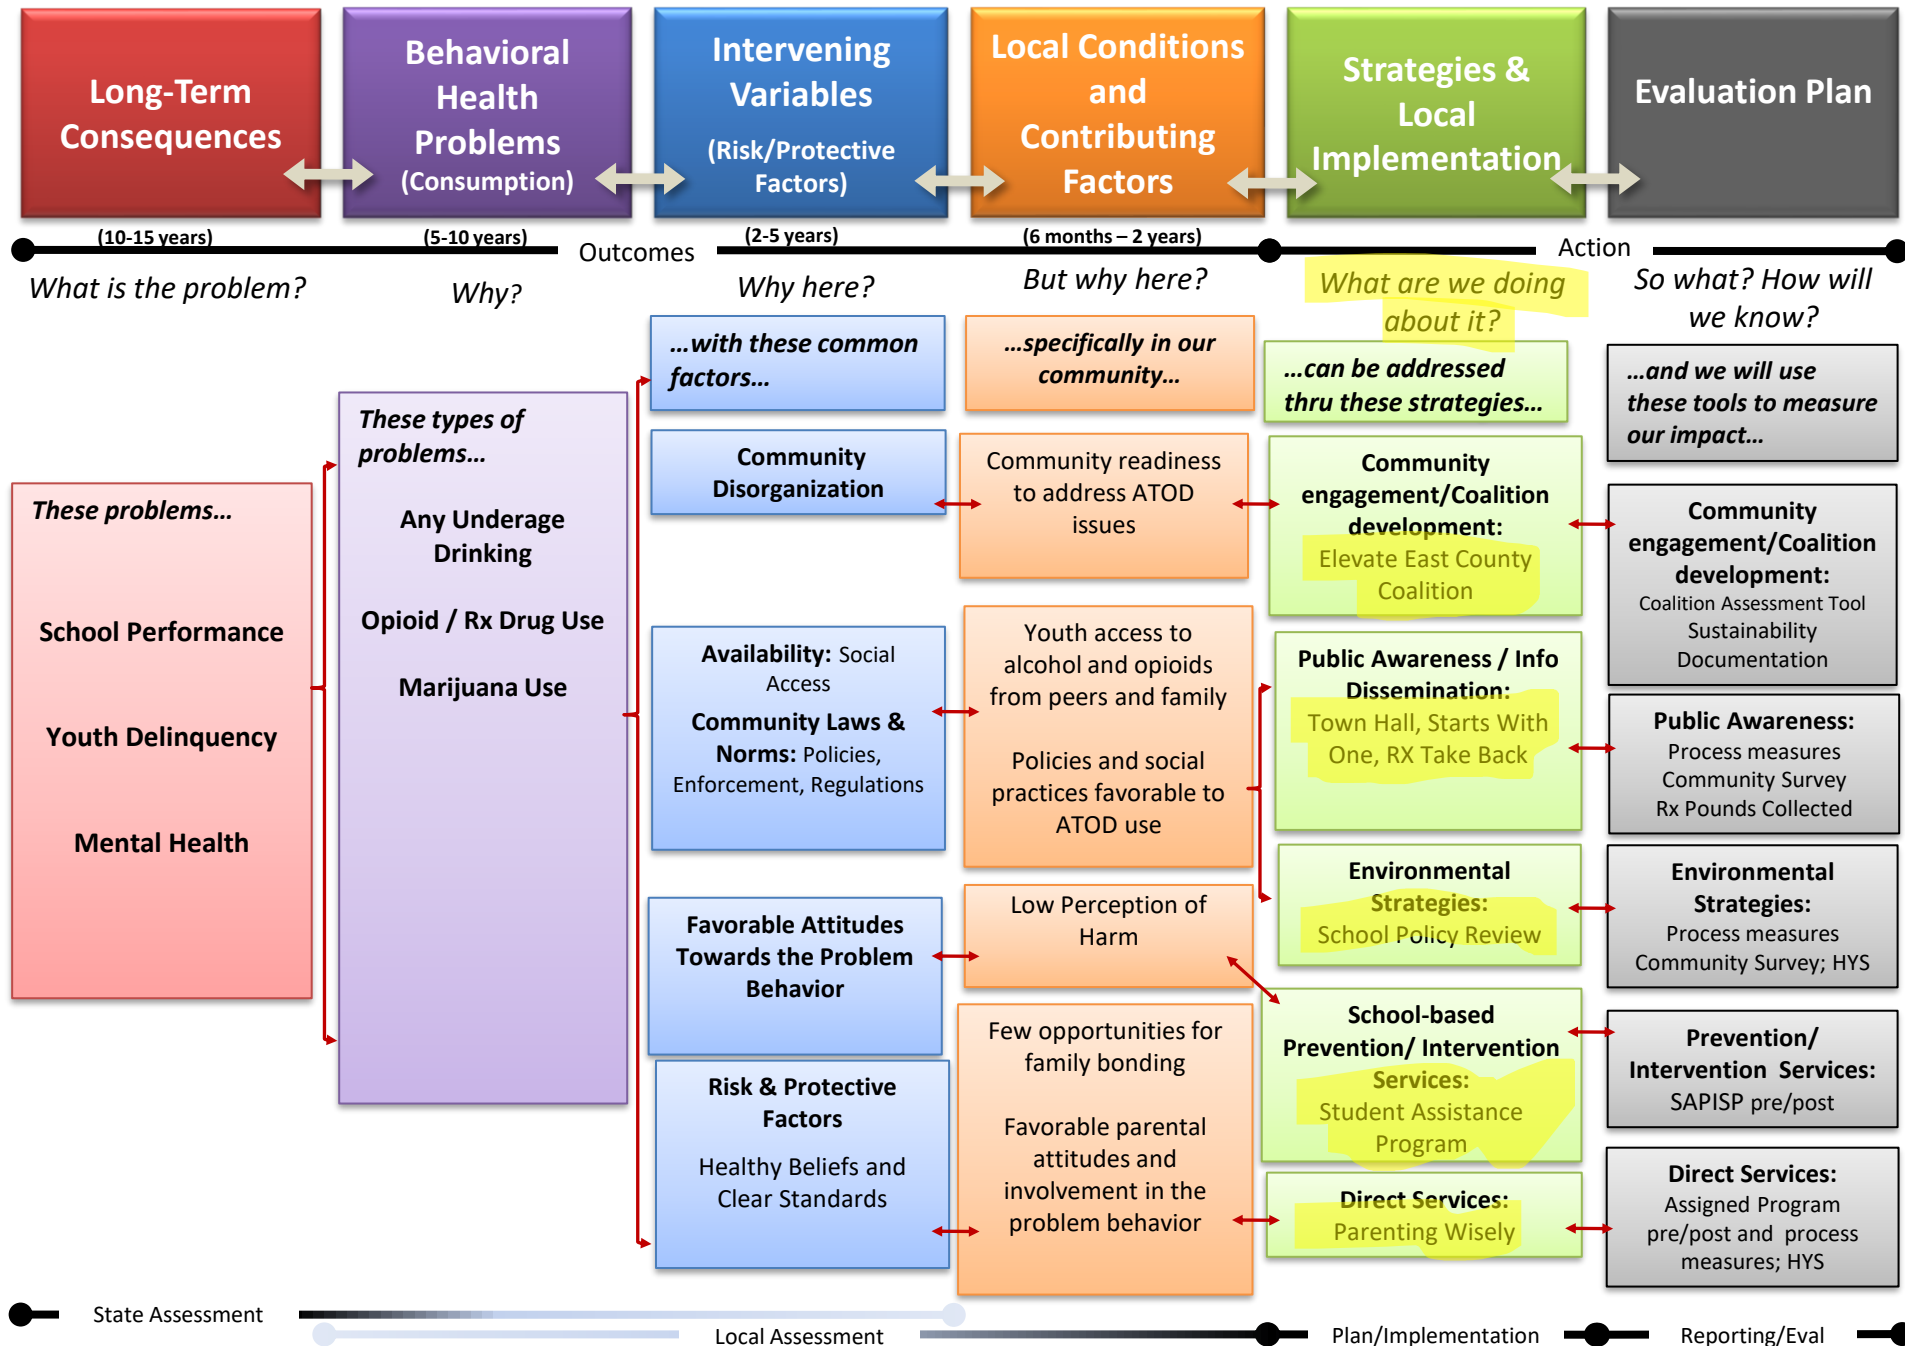 Long-Term
Consequences
Behavioral
Health
Problems
(Consumption)
Intervening
Variables
(Risk/Protective
Factors)
Local Conditions
and
Contributing
Factors
Strategies &
Local
Implementation
Evaluation Plan
(10-15 years)
(5-10 years)
Outcomes
(2-5 years)
(6 months – 2 years)
Action
What is the problem?
Why?
Why here?
But why here?
What are we doing
about it?
So what? How will
we know?
These problems…
School Performance
Youth Delinquency
Mental Health
These types of
problems…
Any Underage
Drinking
Opioid / Rx Drug Use
Marijuana Use
…with these common
factors…
Community
Disorganization
Availability: Social
Access
Community Laws &
Norms: Policies,
Enforcement, Regulations
Favorable Attitudes
Towards the Problem
Behavior
Risk & Protective
Factors
Healthy Beliefs and
Clear Standards
…specifically in our
community…
Community readiness
to address ATOD
issues
Youth access to
alcohol and opioids
from peers and family
Policies and social
practices favorable to
ATOD use
Low Perception of
Harm
Few opportunities for
family bonding
Favorable parental
attitudes and
involvement in the
problem behavior
…can be addressed
thru these strategies…
Community
engagement/Coalition
development:
Elevate East County
Coalition
Public Awareness / Info
Dissemination:
Town Hall, Starts With
One, RX Take Back
Environmental
Strategies:
School Policy Review
School-based
Prevention/ Intervention
Services:
Student Assistance
Program
Direct Services:
Parenting Wisely
…and we will use
these tools to measure
our impact…
Community
engagement/Coalition
development:
Coalition Assessment Tool
Sustainability
Documentation
Public Awareness:
Process measures
Community Survey
Rx Pounds Collected
Environmental
Strategies:
Process measures
Community Survey; HYS
Prevention/
Intervention Services:
SAPISP pre/post
Direct Services:
Assigned Program
pre/post and process
measures; HYS
State Assessment
Local Assessment
Plan/Implementation
Reporting/Eval